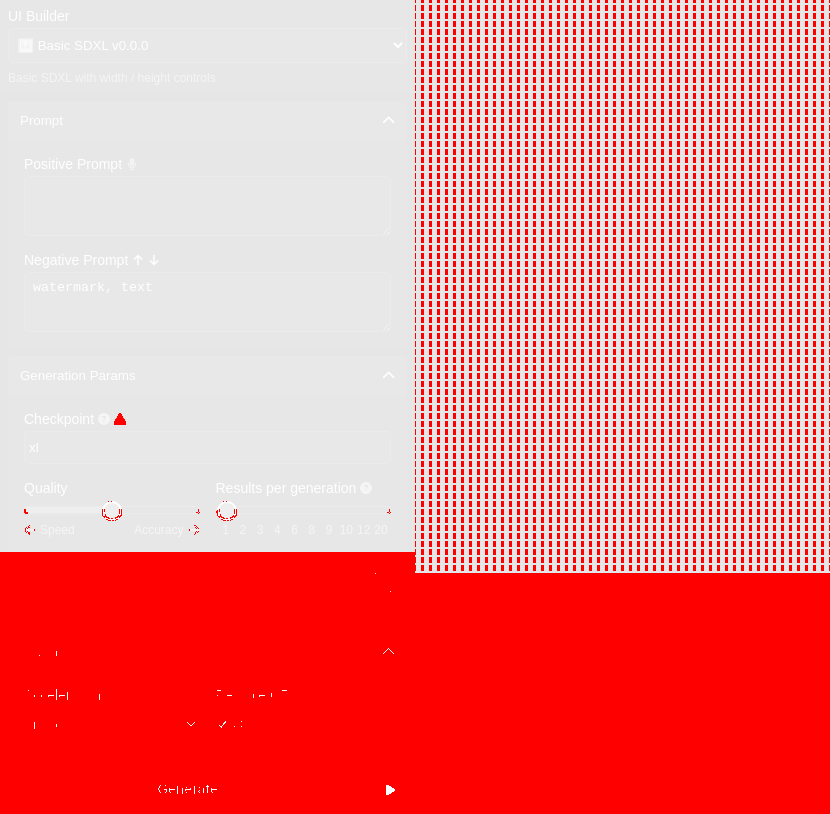 UI Builder
Basic SDXL v0.0.0
Basic SDXL with width / height controls
Prompt
Positive Prompt
Negative Prompt
watermark, text
Generation Params
Checkpoint
xl
Quality
Results per generation
Speed
Accuracy
1 2 3 4 6 8 9 10 12 20
Generate